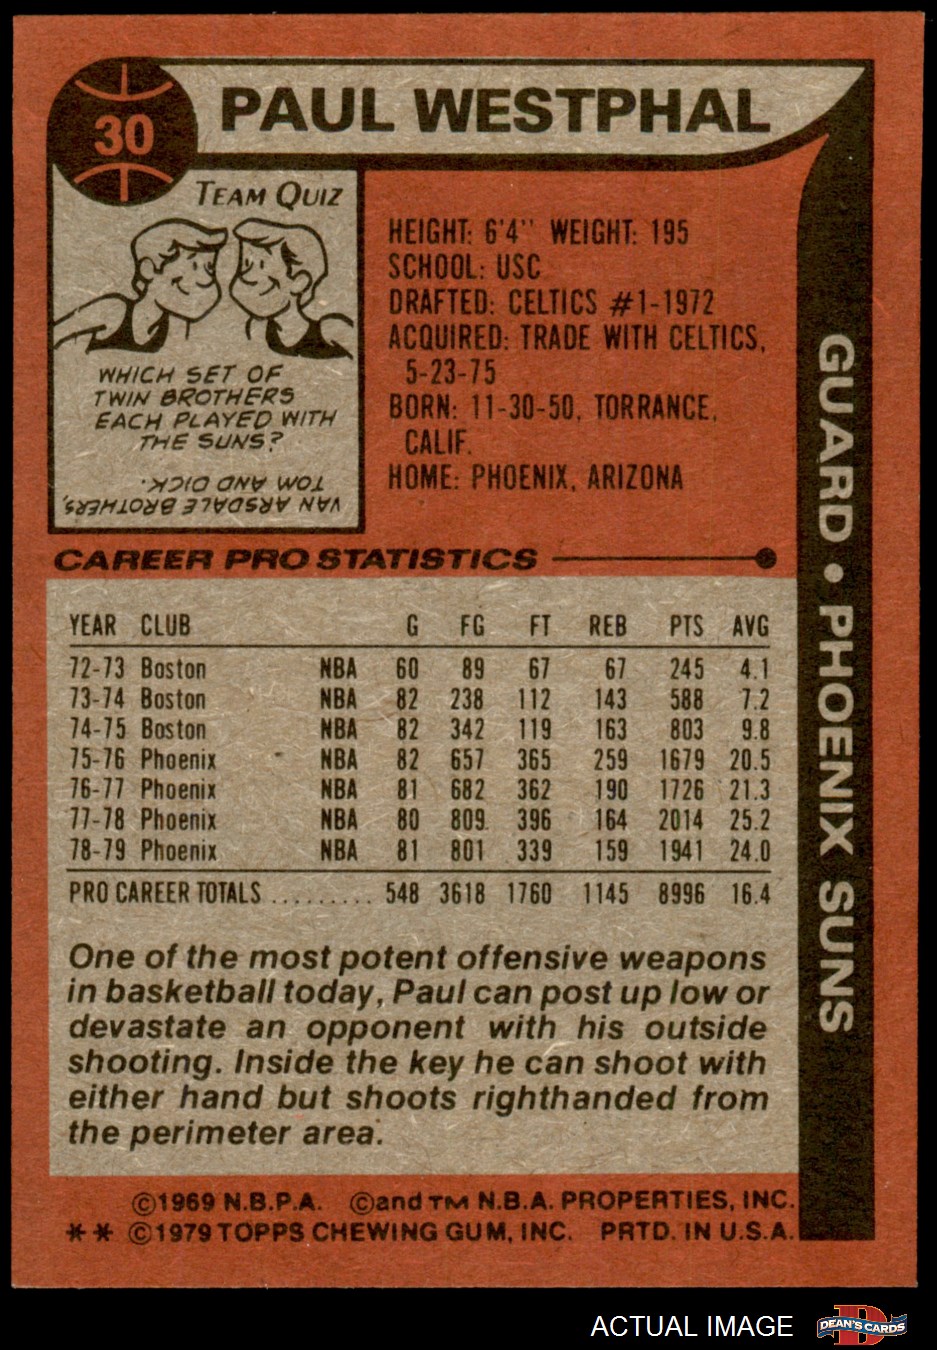 30
PAUL WESTPHAL
TEAM QUIZ
WHICH SET OF
TWIN BROTHERS
EACH PLAYED WITH
THE SUNS?
VAN ARSDALE BROTHERS,
TOM AND DICK.
HEIGHT: 6'4" WEIGHT: 195
SCHOOL: USC
DRAFTED: CELTICS #1-1972
ACQUIRED: TRADE WITH CELTICS,
5-23-75
BORN: 11-30-50, TORRANCE,
CALIF.
HOME: PHOENIX, ARIZONA
GUARD • PHOENIX SUNS
CAREER PRO STATISTICS
YEAR CLUB G FG FT REB PTS AVG
72-73 Boston NBA 60 89 67 67 245 4.1
73-74 Boston NBA 82 238 112 143 588 7.2
74-75 Boston NBA 82 342 119 163 803 9.8
75-76 Phoenix NBA 82 657 365 259 1679 20.5
76-77 Phoenix NBA 81 682 362 190 1726 21.3
77-78 Phoenix NBA 80 809 396 164 2014 25.2
78-79 Phoenix NBA 81 801 339 159 1941 24.0
PRO CAREER TOTALS ......... 548 3618 1760 1145 8996 16.4
One of the most potent offensive weapons
in basketball today, Paul can post up low or
devastate an opponent with his outside
shooting. Inside the key he can shoot with
either hand but shoots righthanded from
the perimeter area.
©1969 N.B.P.A. ©and TM N.B.A. PROPERTIES, INC.
** ©1979 TOPPS CHEWING GUM, INC. PRTD. IN U.S.A.
ACTUAL IMAGE
D
DEAN'S CARDS